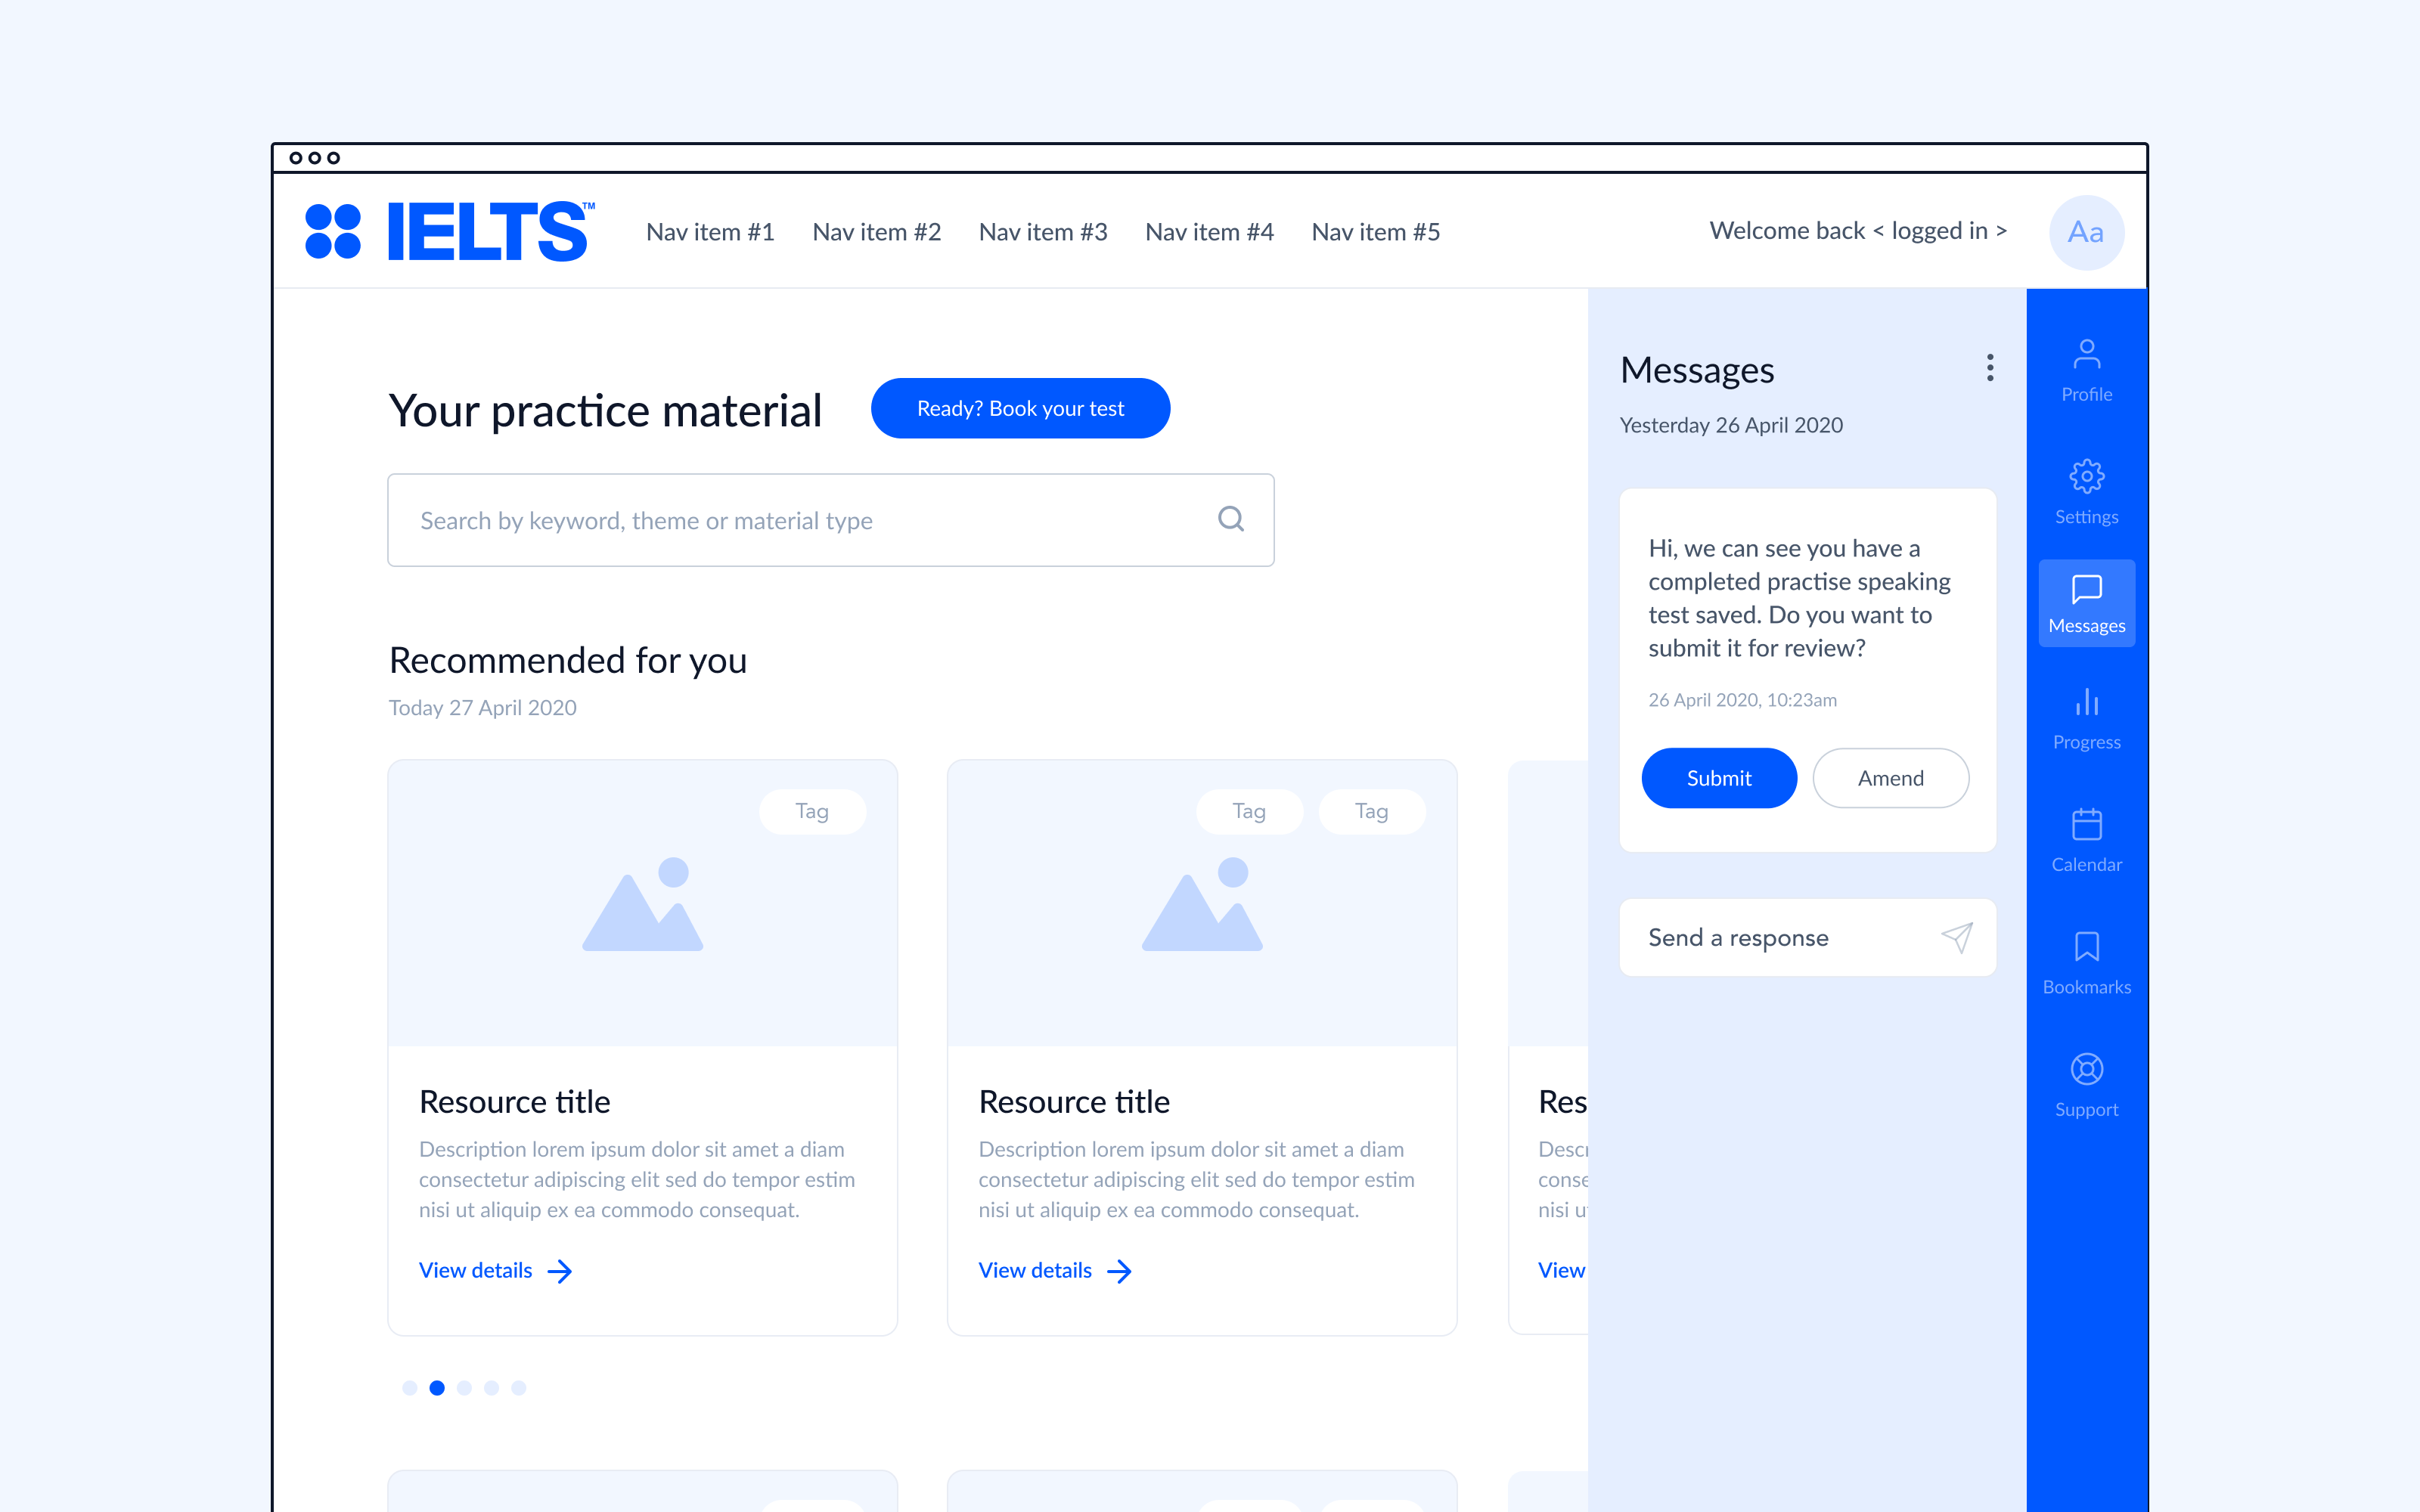 IELTS™
Nav item #1
Nav item #2
Nav item #3
Nav item #4
Nav item #5
Welcome back < logged in >
Aa
Your practice material
Ready? Book your test
Search by keyword, theme or material type
Recommended for you
Today 27 April 2020
Tag
Resource title
Description lorem ipsum dolor sit amet a diam
consectetur adipiscing elit sed do tempor estim
nisi ut aliquip ex ea commodo consequat.
View details
Tag
Tag
Resource title
Description lorem ipsum dolor sit amet a diam
consectetur adipiscing elit sed do tempor estim
nisi ut aliquip ex ea commodo consequat.
View details
Res
Descr
conse
nisi u
View
Messages
Yesterday 26 April 2020
Hi, we can see you have a
completed practise speaking
test saved. Do you want to
submit it for review?
26 April 2020, 10:23am
Submit
Amend
Send a response
Profile
Settings
Messages
Progress
Calendar
Bookmarks
Support